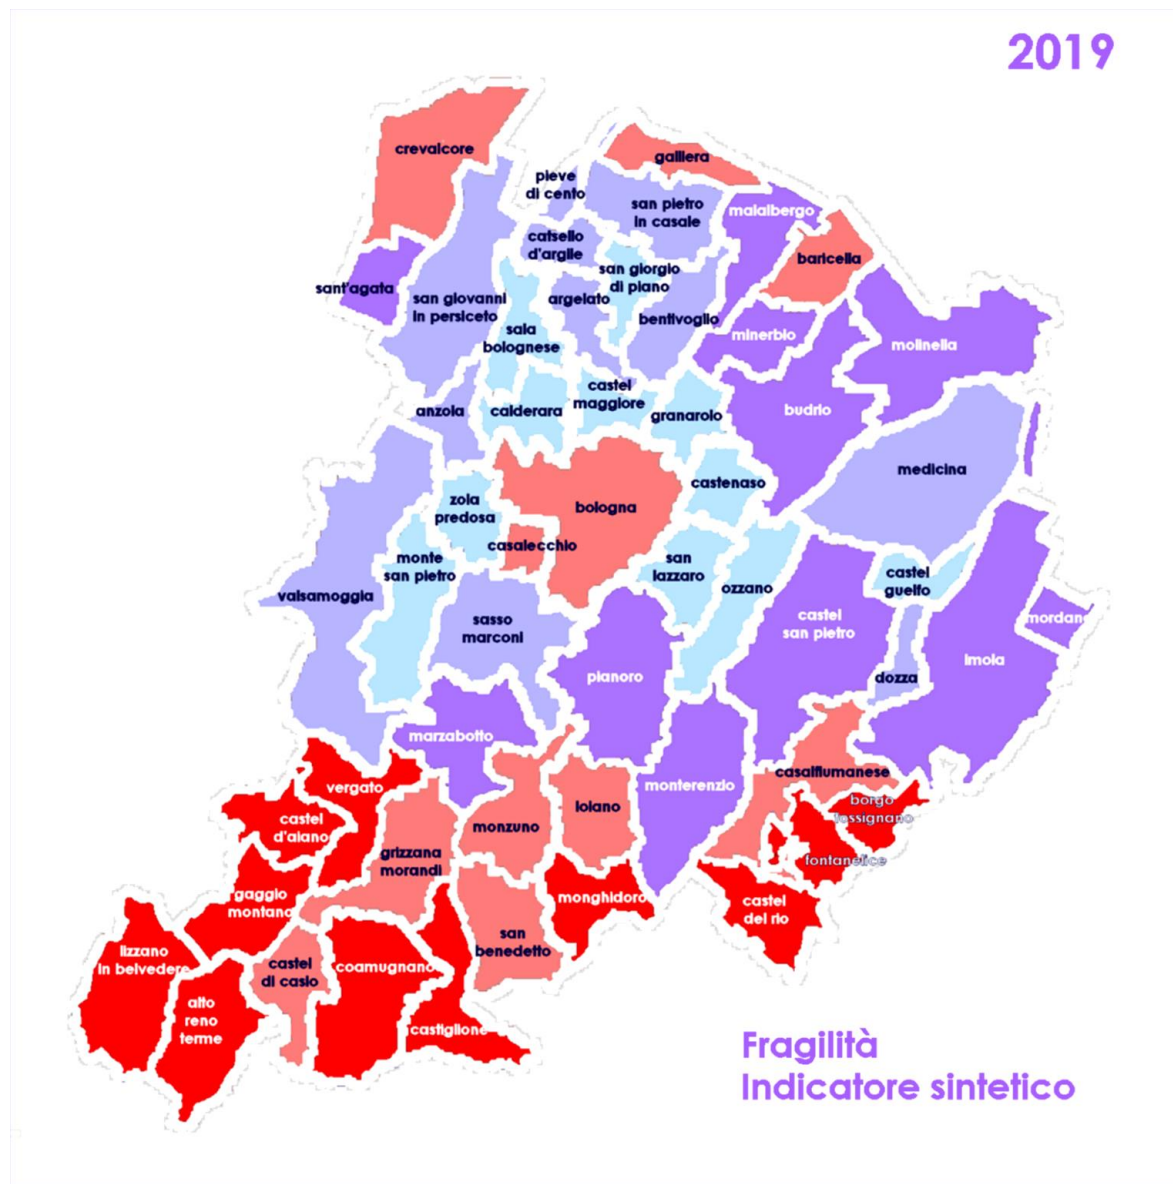 2019
crevalcore
galliera
pieve
di cento
san pietro
in casale
malalbergo
catsello
d'argile
baricella
san giorgio
di piano
sant'agata
san giovanni
in persiceto
argelato
bentivoglio
sala
bolognese
minerbio
molinella
castel
maggiore
anzola
calderara
granarolo
budrio
medicina
castenaso
zola
predosa
bologna
casalecchio
monte
san pietro
san
lazzaro
ozzano
castel
guelfo
valsamoggia
sasso
marconi
castel
san pietro
mordano
imola
pianoro
dozza
marzabotto
vergato
monterenzio
casalfiumanese
borgo
tossignano
castel
d'aiano
monzuno
loiano
grizzana
morandi
fontanelice
gaggio
montano
monghidoro
castel
del rio
lizzano
in belvedere
castel
di casio
coamugnano
san
benedetto
alto
reno
terme
castiglione
Fragilità
Indicatore sintetico